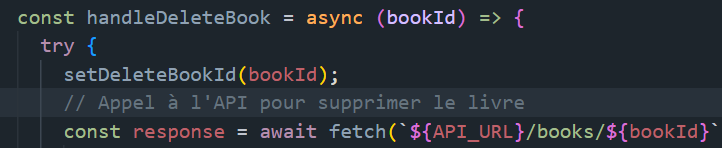 const handleDeleteBook = async (bookId) => {
try {
setDeleteBookId(bookId);
// Appel à l'API pour supprimer le livre
const response = await fetch(`${API_URL}/books/${bookId}`